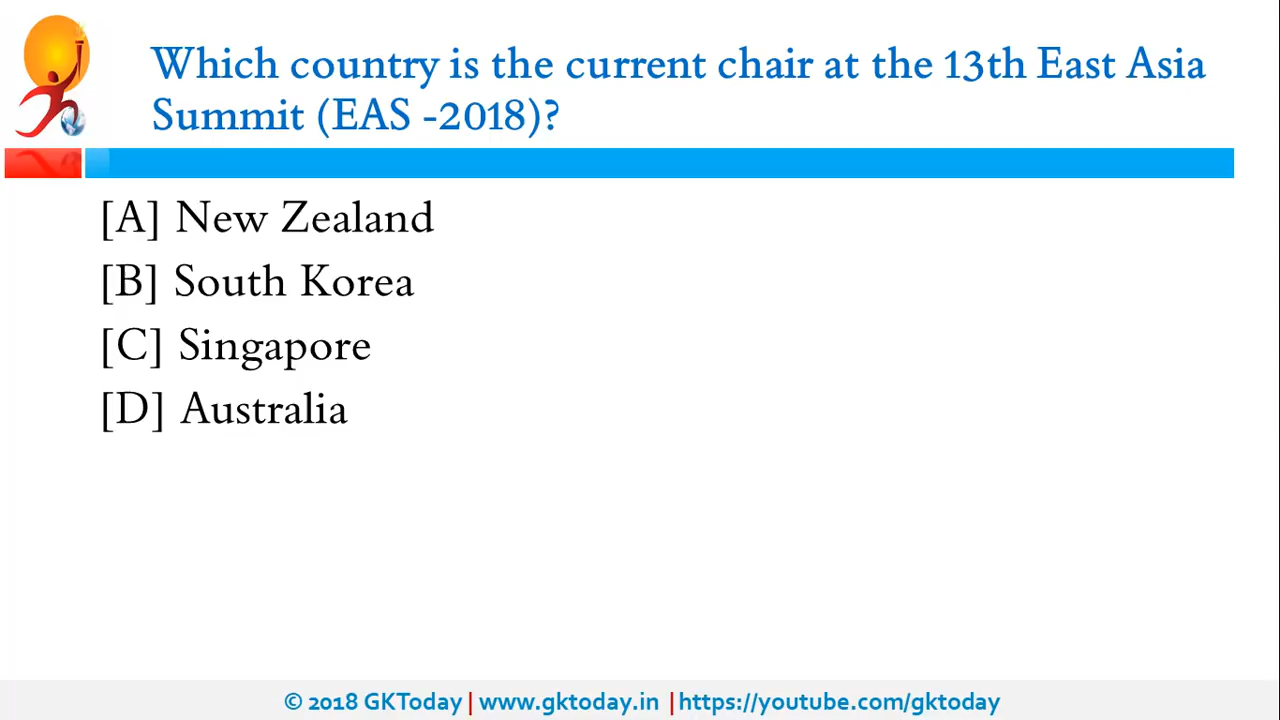 Which country is the current chair at the 13th East Asia
Summit (EAS -2018)?
[A] New Zealand
[B] South Korea
[C] Singapore
[D] Australia
© 2018 GKToday | www.gktoday.in | https://youtube.com/gktoday